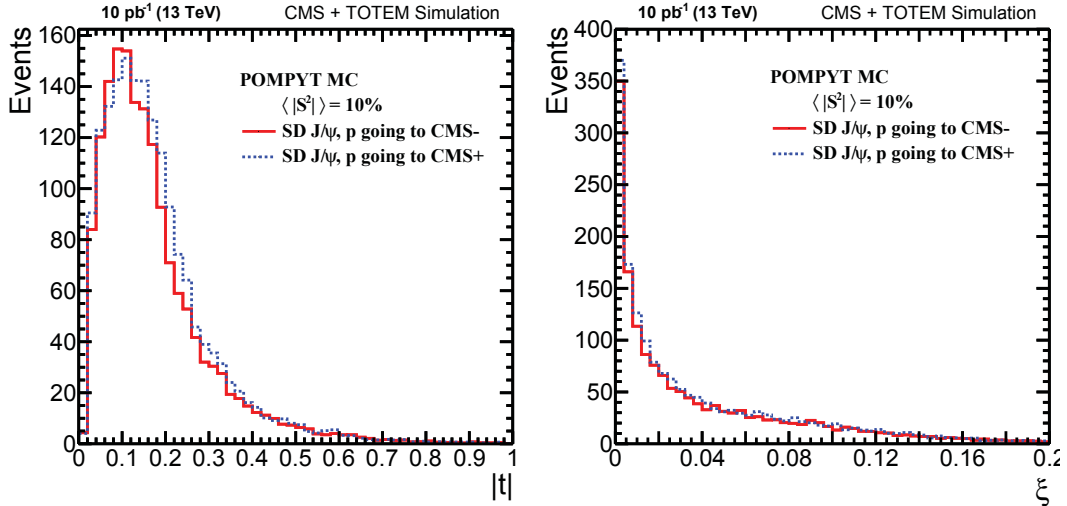 10 pb⁻¹ (13 TeV) CMS + TOTEM Simulation
Events
160
140
120
100
80
60
40
20
0
POMPYT MC
⟨ |S²| ⟩ = 10%
SD J/ψ, p going to CMS-
SD J/ψ, p going to CMS+
0 0.1 0.2 0.3 0.4 0.5 0.6 0.7 0.8 0.9 1
|t|
10 pb⁻¹ (13 TeV) CMS + TOTEM Simulation
Events
400
350
300
250
200
150
100
50
0
POMPYT MC
⟨ |S²| ⟩ = 10%
SD J/ψ, p going to CMS-
SD J/ψ, p going to CMS+
0 0.04 0.08 0.12 0.16 0.2
ξ